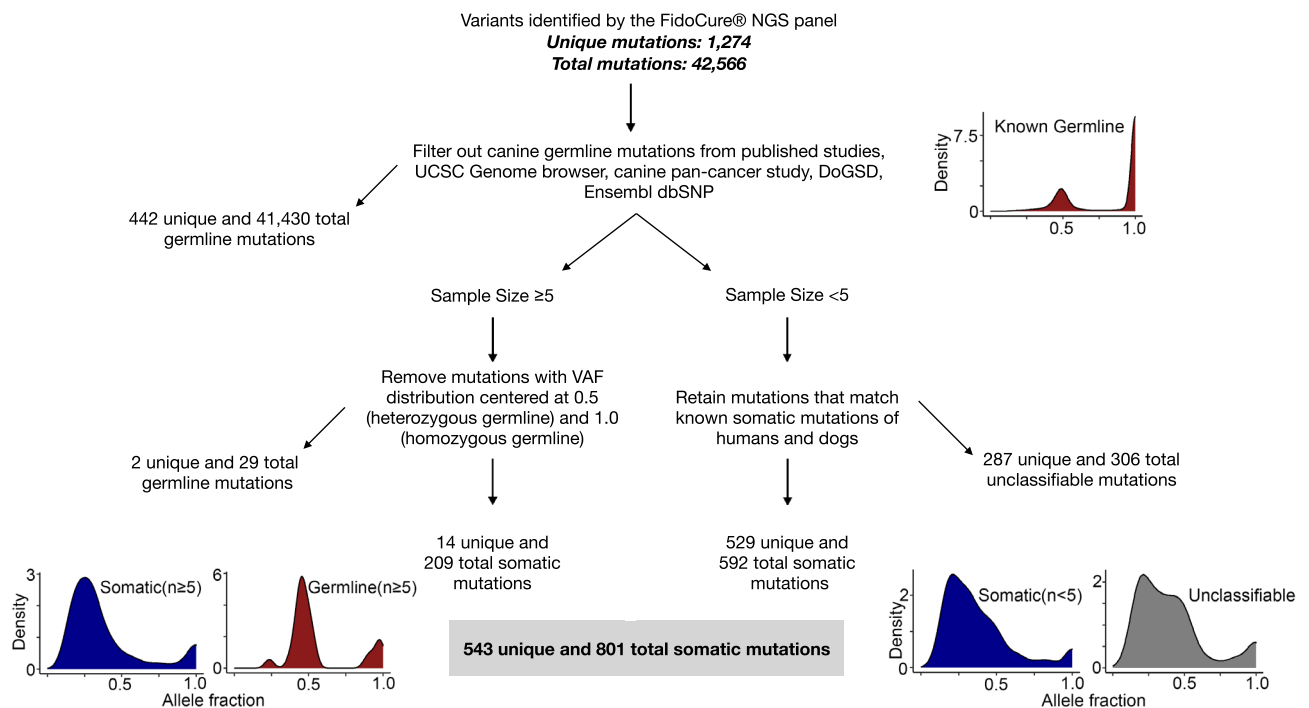 Variants identified by the FidoCure® NGS panel
Unique mutations: 1,274
Total mutations: 42,566
Filter out canine germline mutations from published studies,
UCSC Genome browser, canine pan-cancer study, DoGSD,
Ensembl dbSNP
Known Germline
Density
7.5
0
0.5
1.0
442 unique and 41,430 total
germline mutations
Sample Size ≥5
Sample Size <5
Remove mutations with VAF
distribution centered at 0.5
(heterozygous germline) and 1.0
(homozygous germline)
Retain mutations that match
known somatic mutations of
humans and dogs
2 unique and 29 total
germline mutations
287 unique and 306 total
unclassifiable mutations
14 unique and
209 total somatic
mutations
529 unique and
592 total somatic
mutations
Somatic(n≥5)
Density
3
0
0.5
1.0
Germline(n≥5)
6
0
0.5
1.0
Allele fraction
543 unique and 801 total somatic mutations
Somatic(n<5)
Density
2
0
0.5
1.0
Unclassifiable
2
0
0.5
1.0
Allele fraction